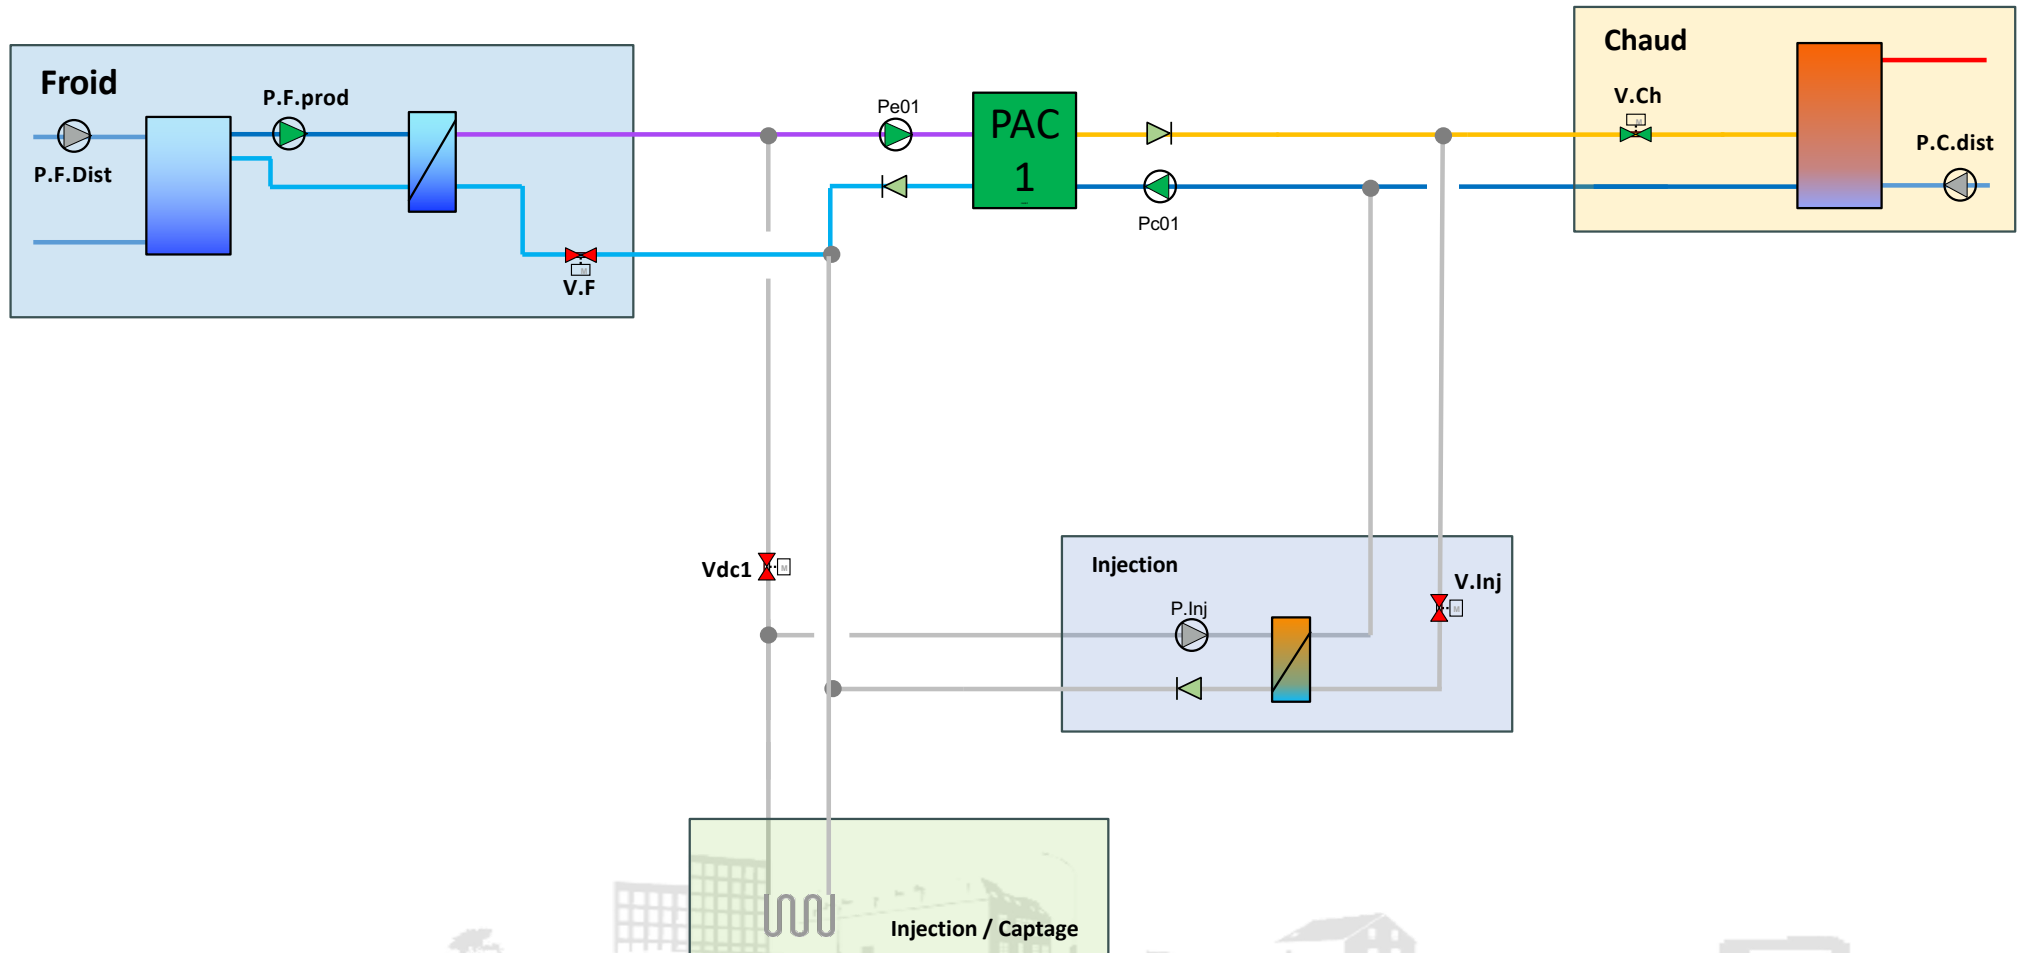 Froid
P.F.prod
P.F.Dist
V.F
M
Pe01
PAC
1
Pc01
Chaud
V.Ch
M
P.C.dist
Vdc1
M
Injection
P.Inj
V.Inj
M
Injection / Captage